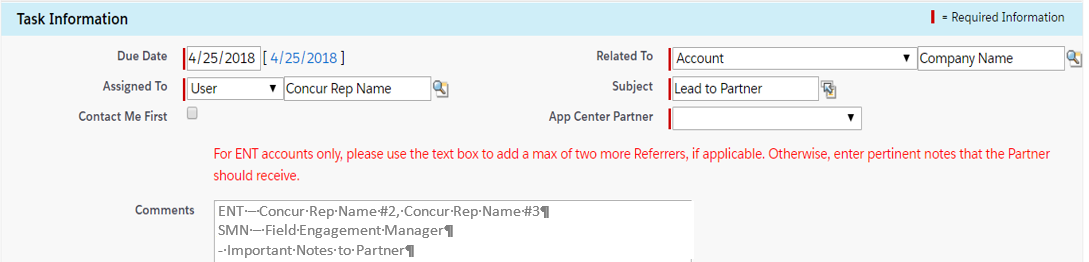 Task Information
= Required Information
Due Date 4/25/2018 [ 4/25/2018 ] Related To Account Company Name
Assigned To User Concur Rep Name Subject Lead to Partner
Contact Me First App Center Partner
For ENT accounts only, please use the text box to add a max of two more Referrers, if applicable. Otherwise, enter pertinent notes that the Partner
should receive.
Comments ENT·–·Concur·Rep·Name·#2,·Concur·Rep·Name·#3¶
SMN·–·Field·Engagement·Manager¶
-·Important·Notes·to·Partner¶